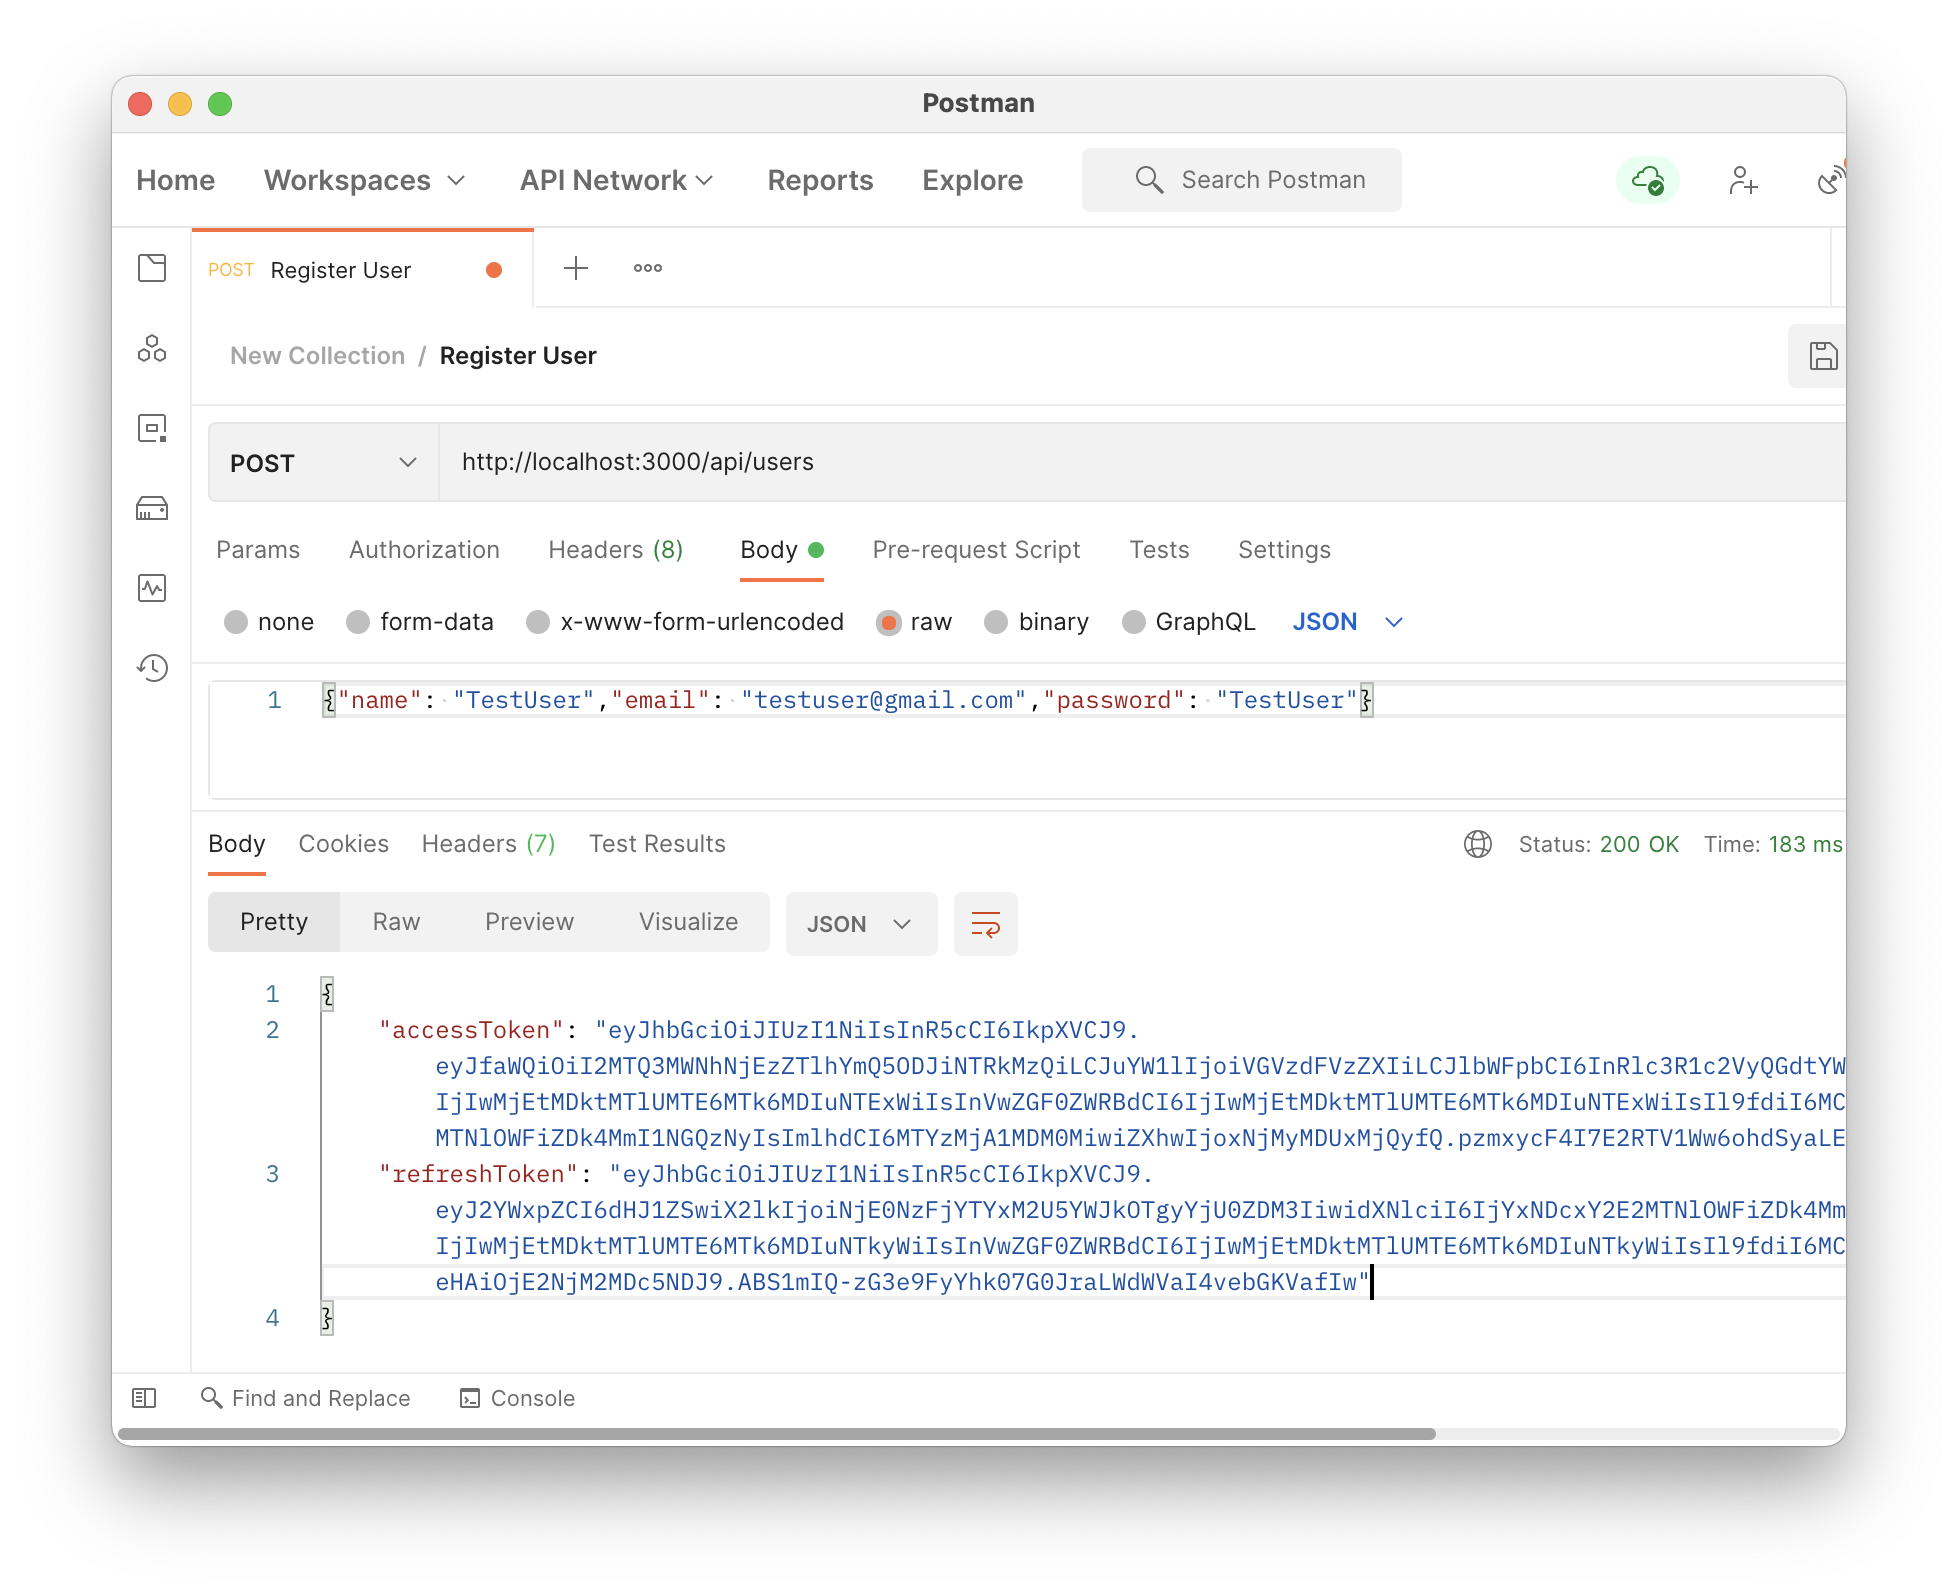 Postman
Home Workspaces API Network Reports Explore Search Postman
POST Register User
New Collection / Register User
POST http://localhost:3000/api/users
Params Authorization Headers (8) Body Pre-request Script Tests Settings
none form-data x-www-form-urlencoded raw binary GraphQL JSON
1 {"name": "TestUser","email": "testuser@gmail.com","password": "TestUser"}
Body Cookies Headers (7) Test Results Status: 200 OK Time: 183 ms
Pretty Raw Preview Visualize JSON
1 {
2 "accessToken": "eyJhbGciOiJIUzI1NiIsInR5cCI6IkpXVCJ9.
eyJfaWQiOiI2MTQ3MWNhNjEzZTlhYmQ5ODJiNTRkMzQiLCJuYW1lIjoiVGVzdFVzZXIiLCJlbWFpbCI6InRlc3R1c2VyQGdtYW
IjIwMjEtMDktMTlUMTE6MTk6MDIuNTExWiIsInVwZGF0ZWRBdCI6IjIwMjEtMDktMTlUMTE6MTk6MDIuNTExWiIsIl9fdiI6MC
MTNlOWFiZDk4MmI1NGQzNyIsImlhdCI6MTYzMjA1MDM0MiwiZXhwIjoxNjMyMDUxMjQyfQ.pzmxycF4I7E2RTV1Ww6ohdSyaLE
3 "refreshToken": "eyJhbGciOiJIUzI1NiIsInR5cCI6IkpXVCJ9.
eyJ2YWxpZCI6dHJ1ZSwiX2lkIjoiNjE0NzFjYTYxM2U5YWJkOTgyYjU0ZDM3IiwidXNlciI6IjYxNDcxY2E2MTNlOWFiZDk4Mm
IjIwMjEtMDktMTlUMTE6MTk6MDIuNTkyWiIsInVwZGF0ZWRBdCI6IjIwMjEtMDktMTlUMTE6MTk6MDIuNTkyWiIsIl9fdiI6MC
eHAiOjE2NjM2MDc5NDJ9.ABS1mIQ-zG3e9FyYhk07G0JraLWdWVaI4vebGKVafIw"
4 }
Find and Replace Console